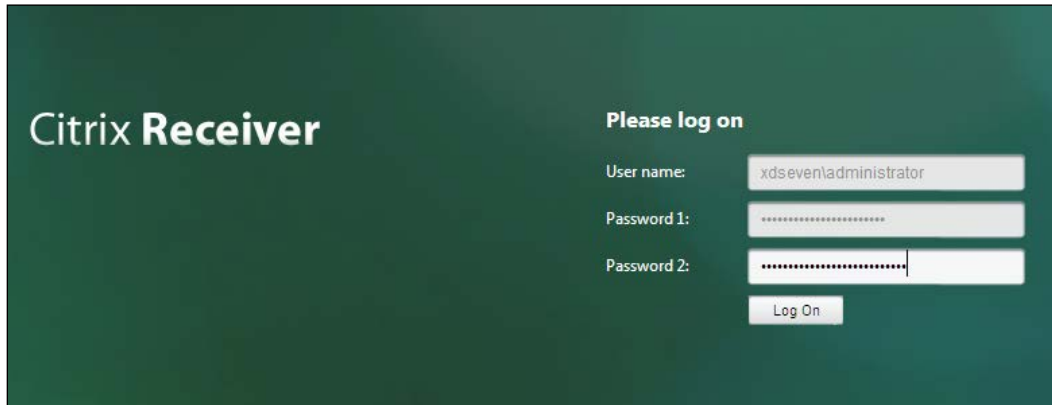 Citrix Receiver
Please log on
User name:
xdseven\administrator
Password 1:
Password 2:
Log On